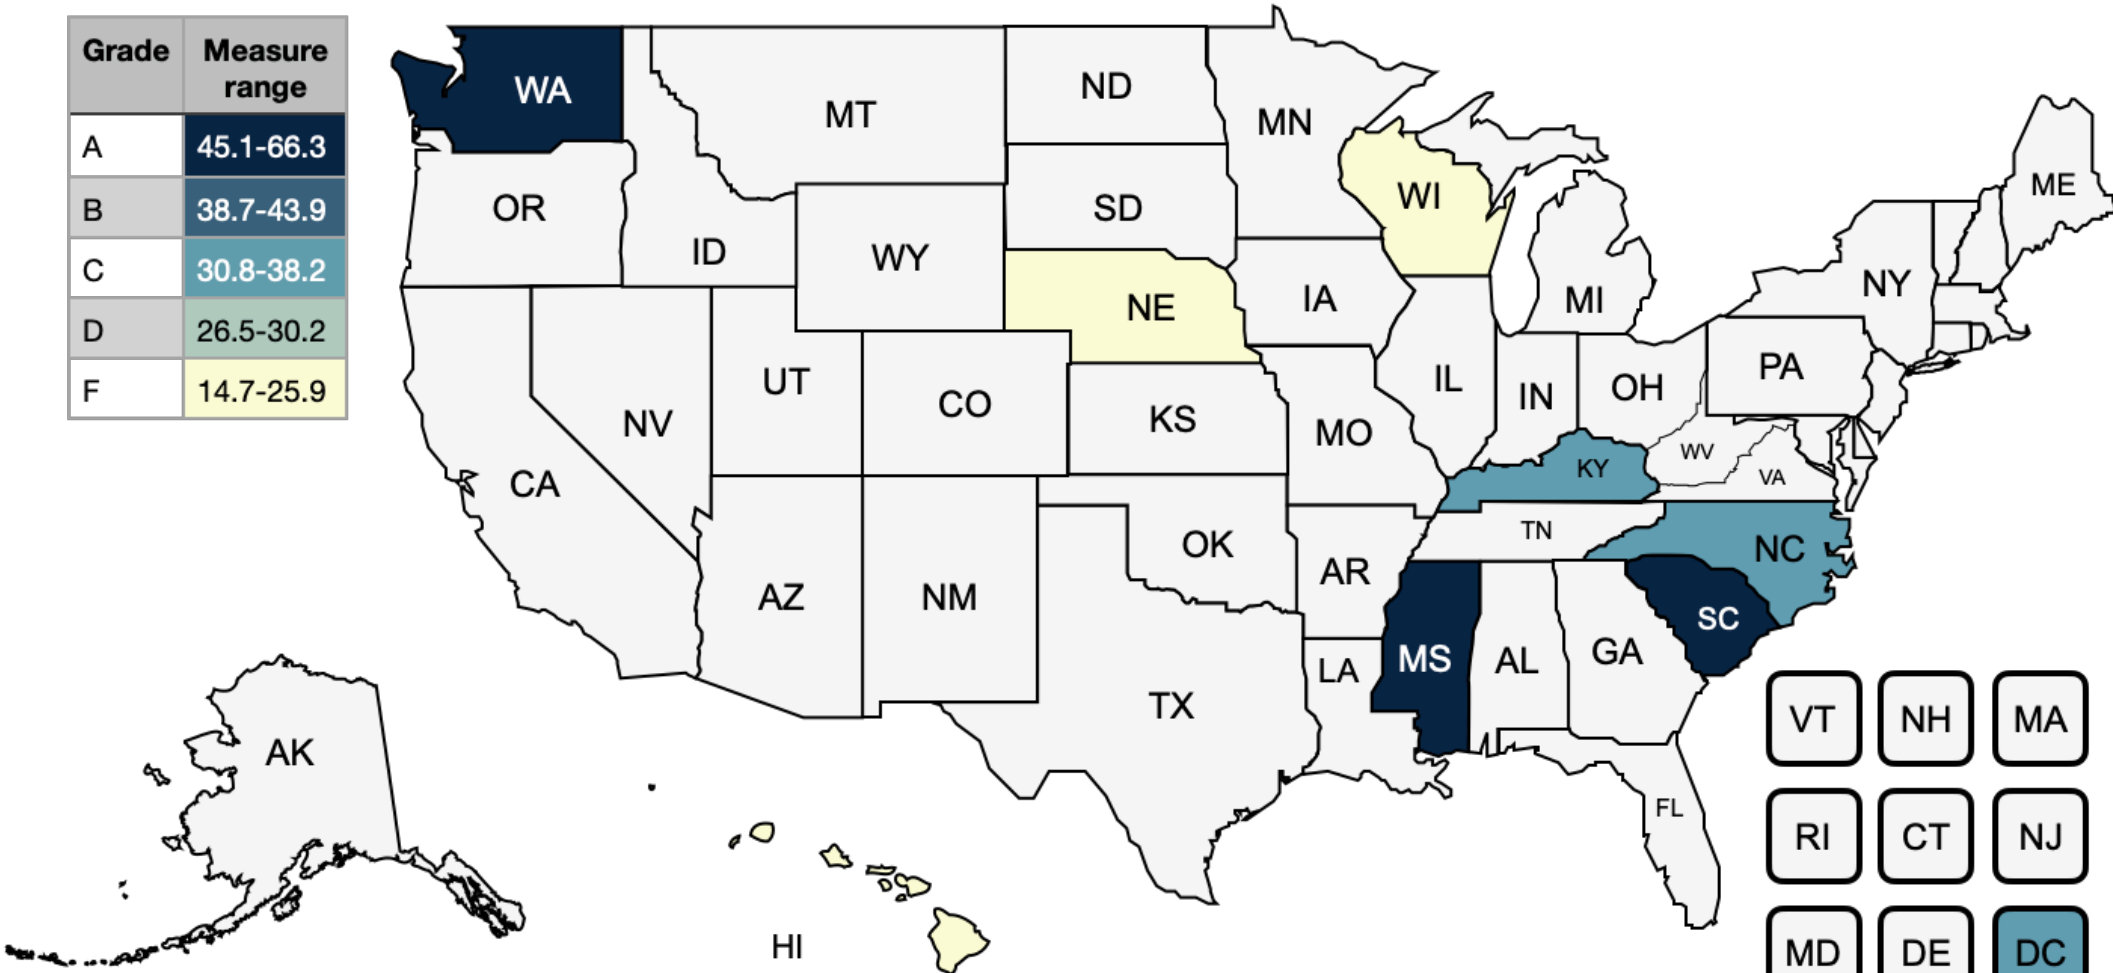 Grade Measure range
A 45.1-66.3
B 38.7-43.9
C 30.8-38.2
D 26.5-30.2
F 14.7-25.9
WA
MT
ND
MN
OR
ID
WY
SD
WI
MI
NY
ME
NE
IA
NV
UT
CO
KS
MO
IL
IN
OH
PA
WV
VA
KY
CA
AZ
NM
OK
AR
TN
NC
SC
MS
AL
GA
LA
TX
FL
AK
HI
VT NH MA
RI CT NJ
MD DE DC